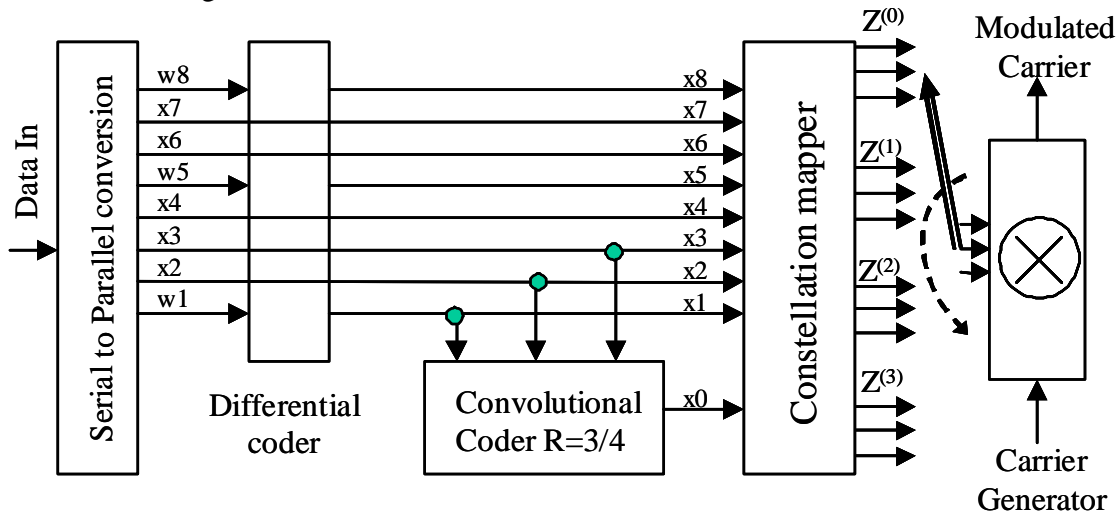 Z(0)
Modulated
Carrier
Data In
Serial to Parallel conversion
w8
x7
x6
w5
x4
x3
x2
w1
Differential
coder
x8
x7
x6
x5
x4
x3
x2
x1
Convolutional
Coder R=3/4
x0
Constellation mapper
Z(1)
Z(2)
Z(3)
Carrier
Generator